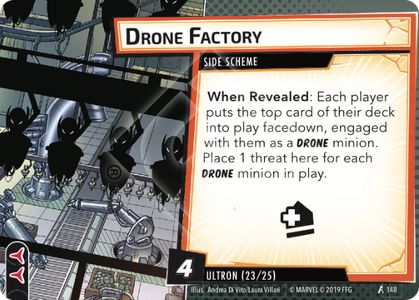 DRONE FACTORY
SIDE SCHEME
When Revealed: Each player
puts the top card of their deck
into play facedown, engaged
with them as a DRONE minion.
Place 1 threat here for each
DRONE minion in play.
4
ULTRON (23/25)
Illus. Andrea Di Vito/Laura Villari
© MARVEL © 2019 FFG
148